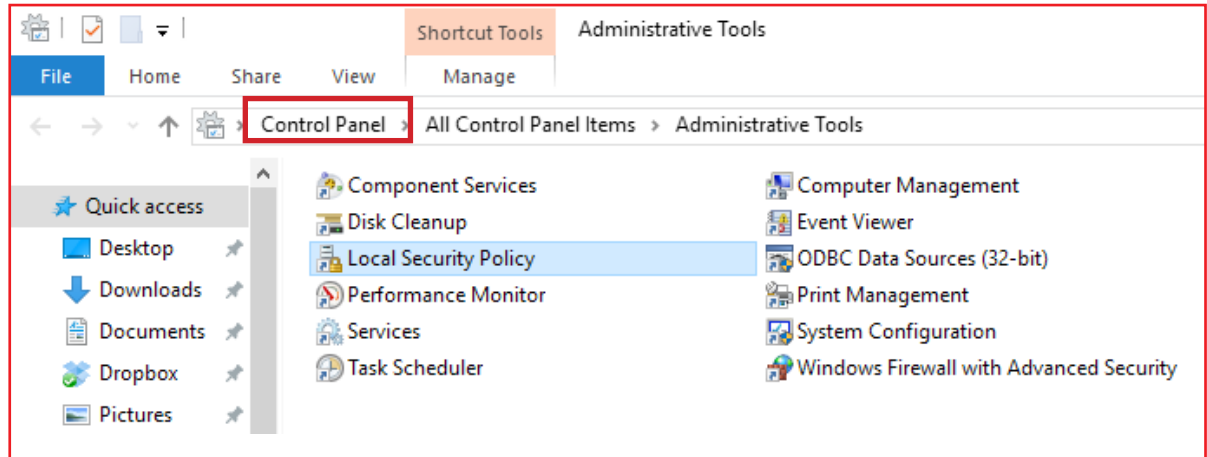 Shortcut Tools Administrative Tools
File Home Share View Manage
Control Panel All Control Panel Items Administrative Tools
Quick access
Desktop
Downloads
Documents
Dropbox
Pictures
Component Services
Disk Cleanup
Local Security Policy
Performance Monitor
Services
Task Scheduler
Computer Management
Event Viewer
ODBC Data Sources (32-bit)
Print Management
System Configuration
Windows Firewall with Advanced Security